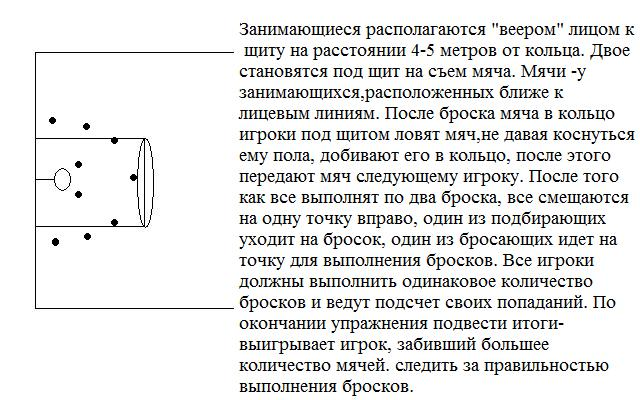 Занимающиеся располагаются "веером" лицом к
щиту на расстоянии 4-5 метров от кольца. Двое
становятся под щит на съем мяча. Мячи -у
занимающихся,расположенных ближе к
лицевым линиям. После броска мяча в кольцо
игроки под щитом ловят мяч,не давая коснуться
ему пола, добивают его в кольцо, после этого
передают мяч следующему игроку. После того
как все выполнят по два броска, все смещаются
на одну точку вправо, один из подбирающих
уходит на бросок, один из бросающих идет на
точку для выполнения бросков. Все игроки
должны выполнить одинаковое количество
бросков и ведут подсчет своих попаданий. По
окончании упражнения подвести итоги-
выигрывает игрок, забивший большее
количество мячей. следить за правильностью
выполнения бросков.